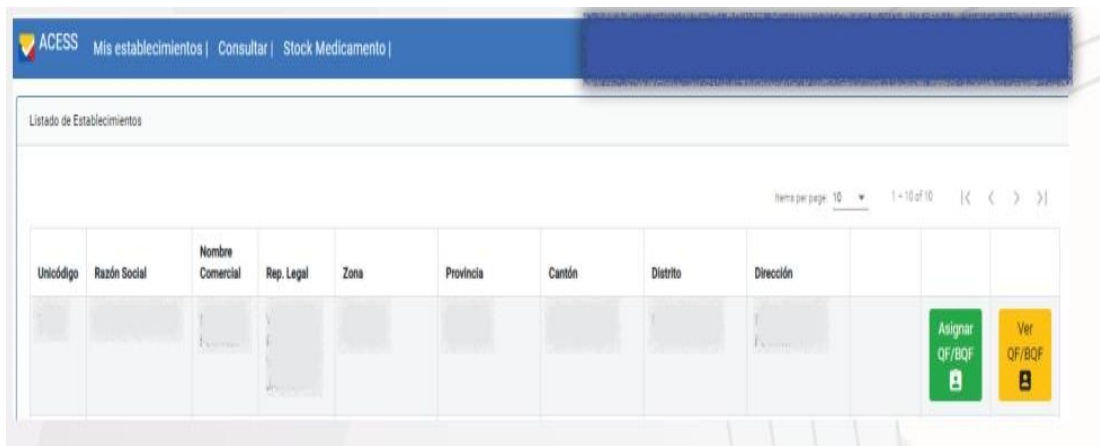 ACESS
Mis establecimientos | Consultar | Stock Medicamento |
Listado de Establecimientos
Items per page: 10 1 – 10 of 10 |< < > >|
Unicódigo Razón Social Nombre Comercial Rep. Legal Zona Provincia Cantón Distrito Dirección
Asignar
QF/BQF
Ver
QF/BQF